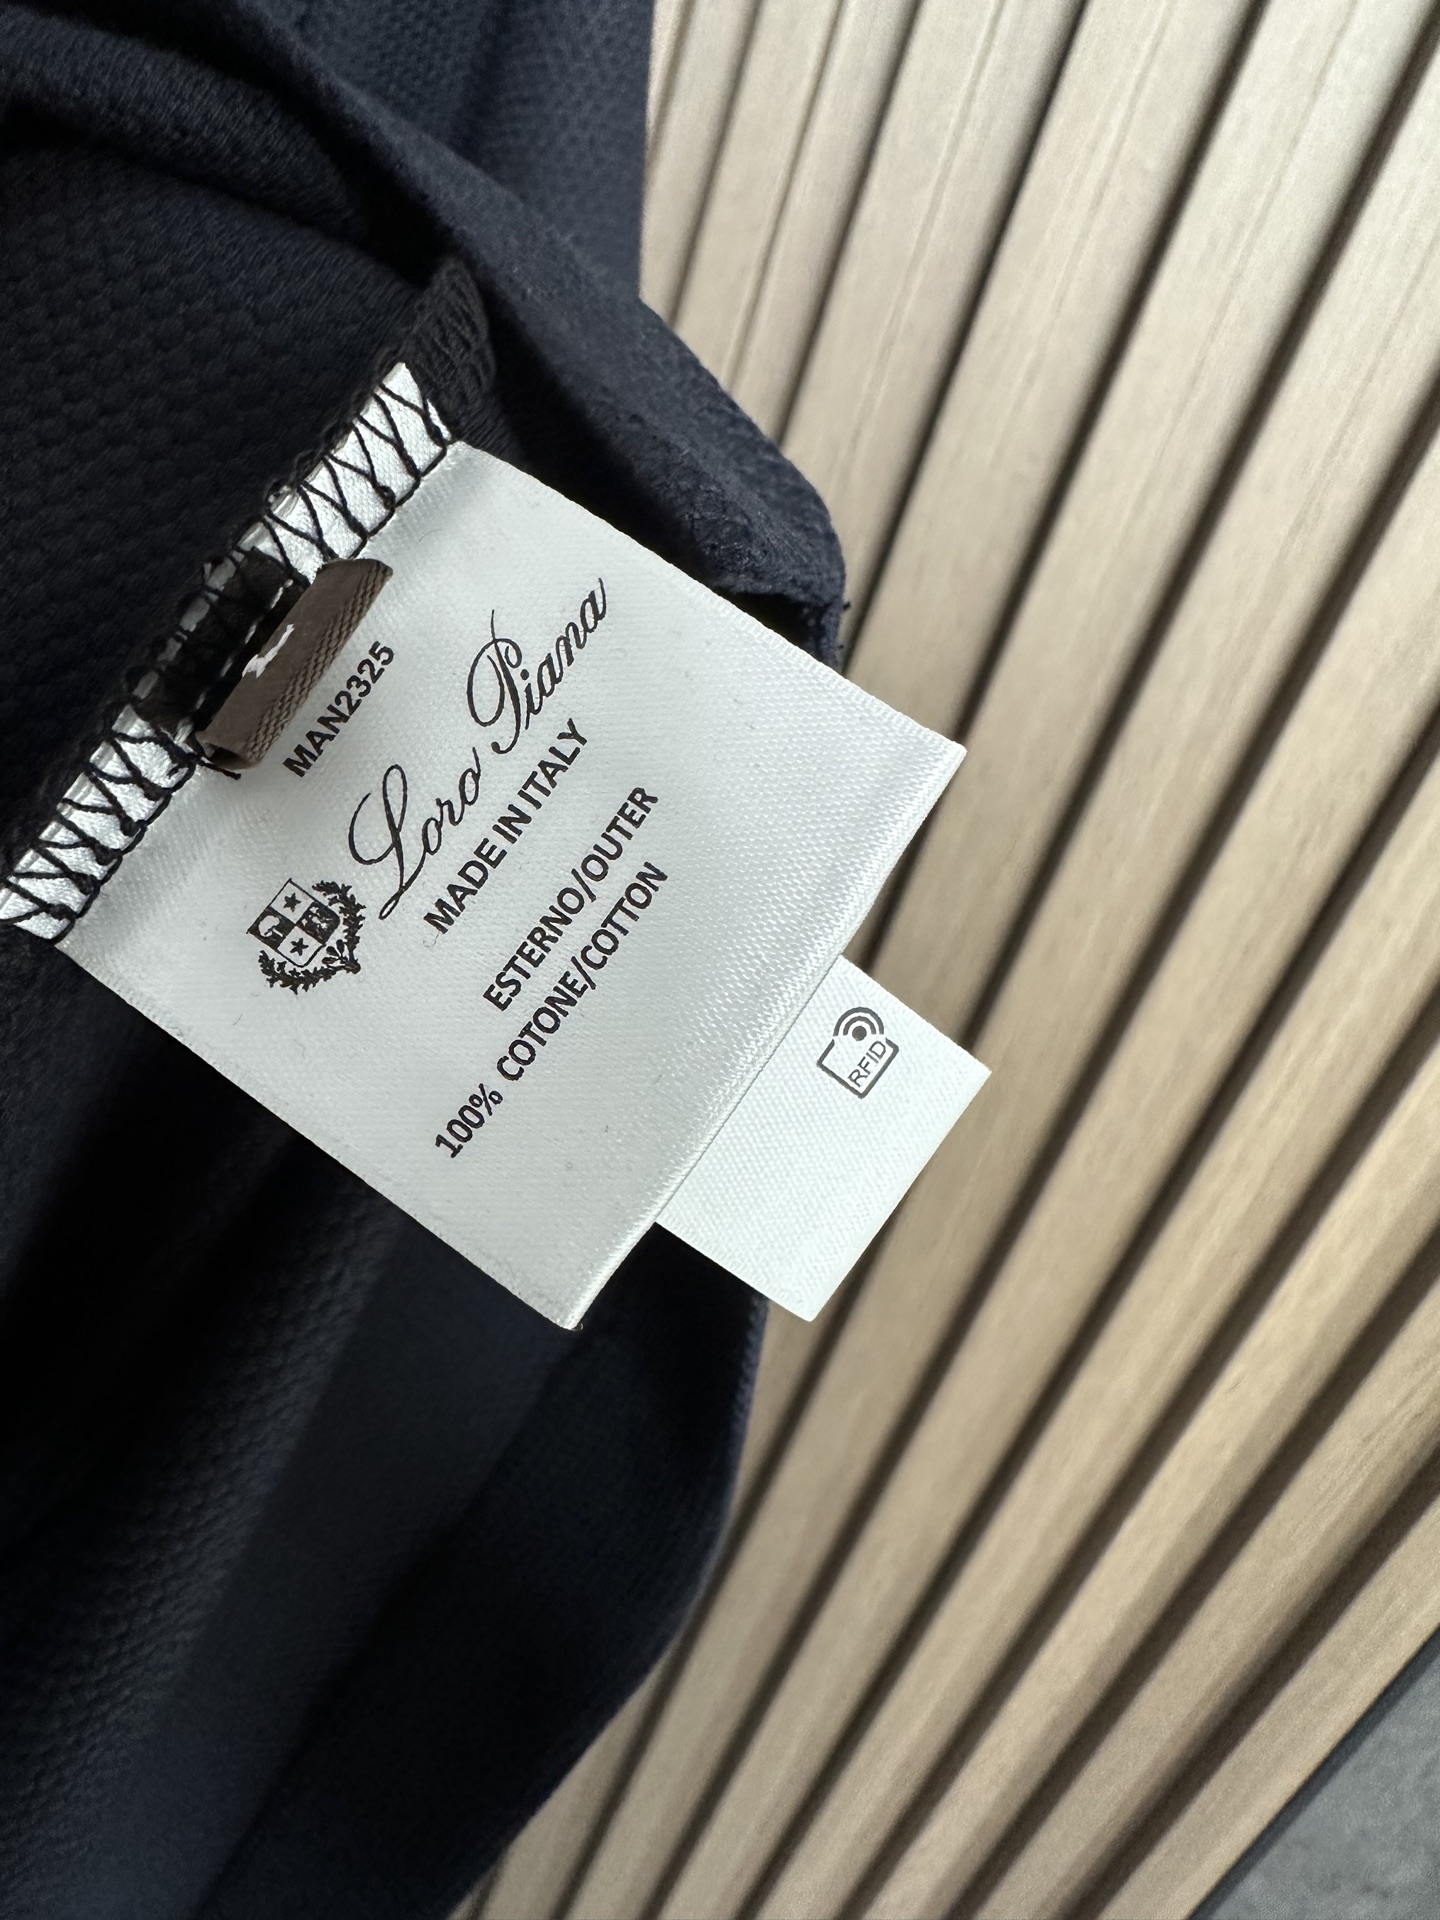 MAN2325
Loro Piana
MADE IN ITALY
ESTERNO/OUTER
100% COTONE/COTTON
RFID